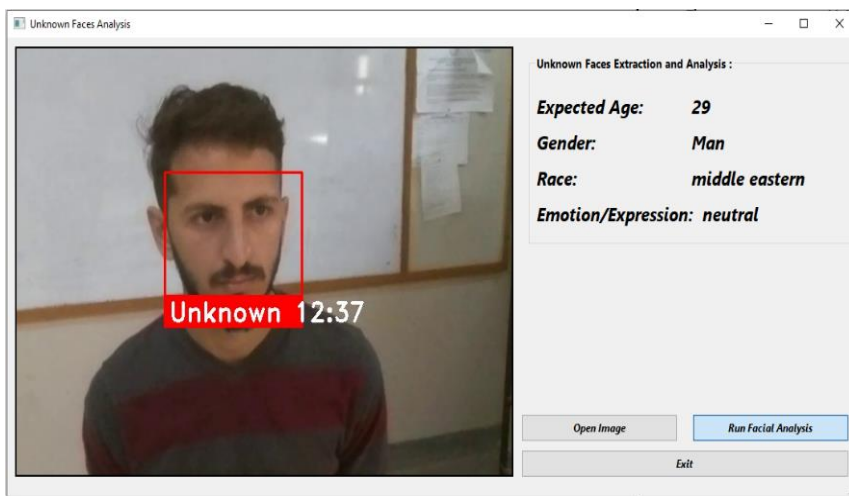 Unknown Faces Analysis
Unknown Faces Extraction and Analysis :
Expected Age: 29
Gender: Man
Race: middle eastern
Emotion/Expression: neutral
Unknown 12:37
Open Image
Run Facial Analysis
Exit